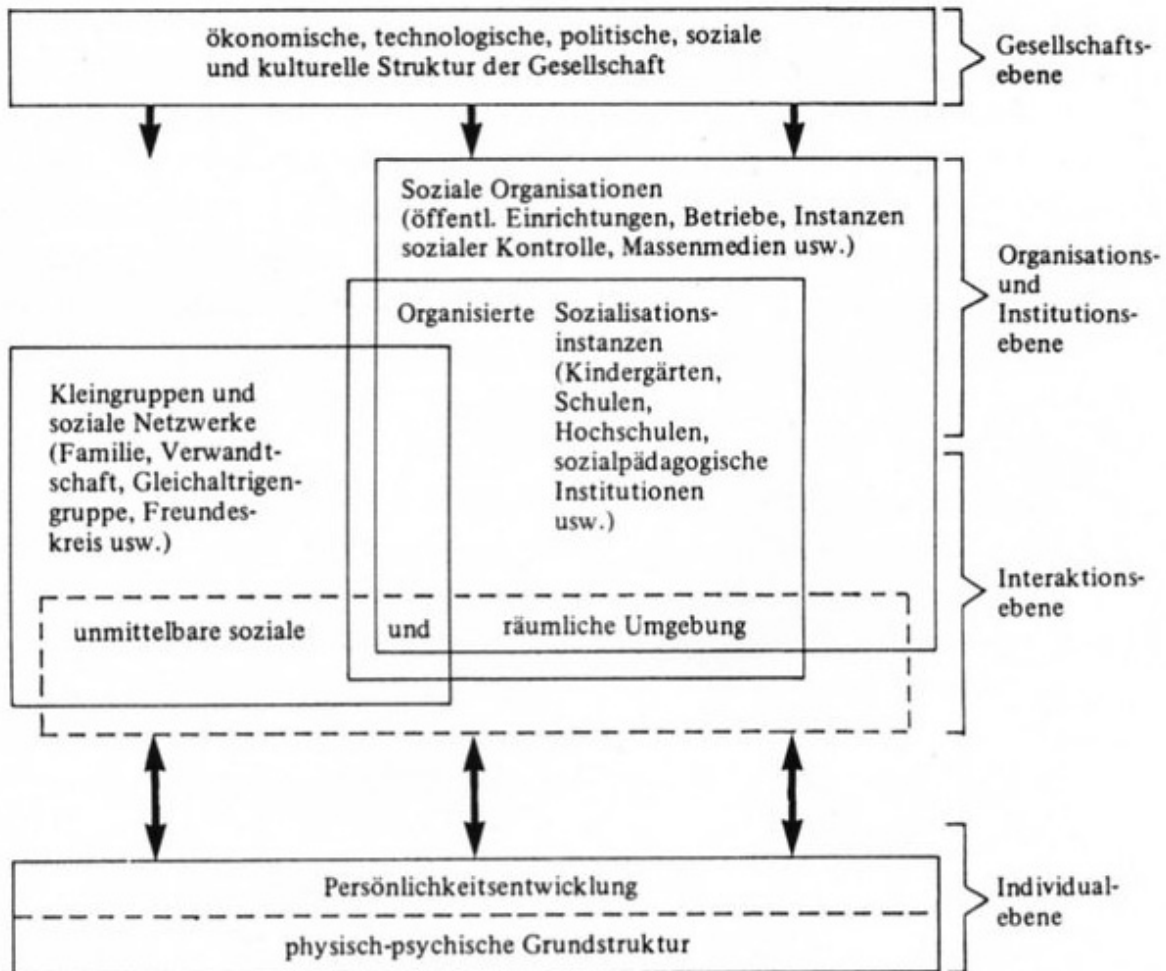 ökonomische, technologische, politische, soziale
und kulturelle Struktur der Gesellschaft
Gesellschafts-
ebene
Soziale Organisationen
(öffentl. Einrichtungen, Betriebe, Instanzen
sozialer Kontrolle, Massenmedien usw.)
Organisations-
und
Institutions-
ebene
Organisierte Sozialisations-
instanzen
(Kindergärten,
Schulen,
Hochschulen,
sozialpädagogische
Institutionen
usw.)
Kleingruppen und
soziale Netzwerke
(Familie, Verwandt-
schaft, Gleichaltrigen-
gruppe, Freundes-
kreis usw.)
Interaktions-
ebene
unmittelbare soziale und räumliche Umgebung
Persönlichkeitsentwicklung
physisch-psychische Grundstruktur
Individual-
ebene